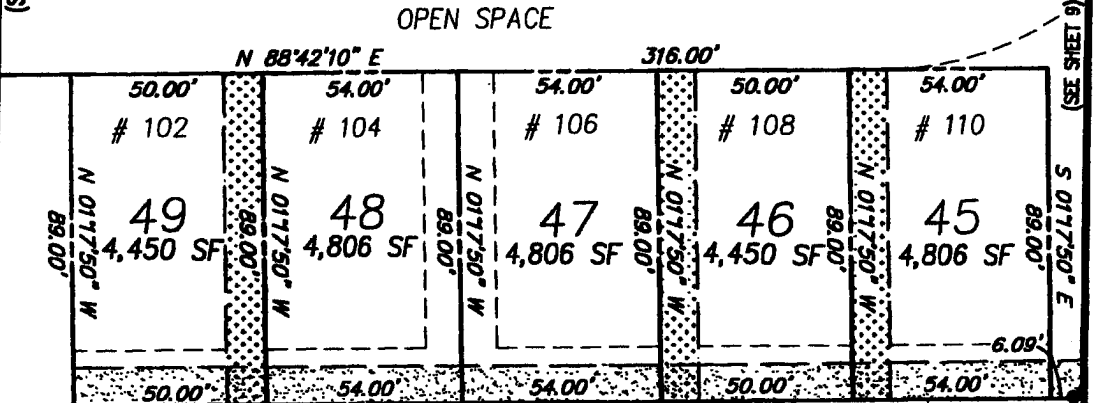 OPEN SPACE
(SEE SHEET 9)
N 88°42'10" E
316.00'
50.00'
54.00'
54.00'
50.00'
54.00'
# 102
# 104
# 106
# 108
# 110
49
4,450 SF
48
4,806 SF
47
4,806 SF
46
4,450 SF
45
4,806 SF
89.00'
N 01°17'50" W
89.00'
N 01°17'50" W
89.00'
N 01°17'50" W
89.00'
N 01°17'50" W
89.00'
N 01°17'50" W
89.00'
S 01°17'50" E
6.09'
50.00'
54.00'
54.00'
50.00'
54.00'